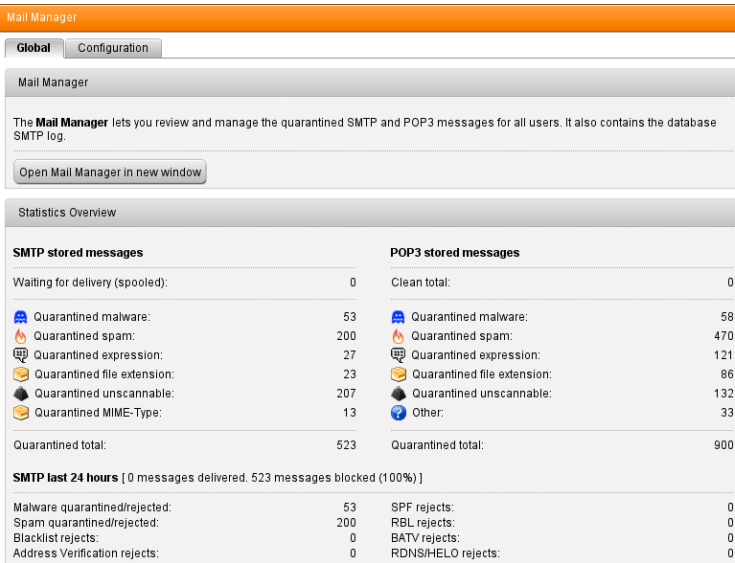 Mail Manager
Global Configuration
Mail Manager
The Mail Manager lets you review and manage the quarantined SMTP and POP3 messages for all users. It also contains the database
SMTP log.
Open Mail Manager in new window
Statistics Overview
SMTP stored messages
Waiting for delivery (spooled): 0
Quarantined malware: 53
Quarantined spam: 200
Quarantined expression: 27
Quarantined file extension: 23
Quarantined unscannable: 207
Quarantined MIME-Type: 13
Quarantined total: 523
POP3 stored messages
Clean total: 0
Quarantined malware: 58
Quarantined spam: 470
Quarantined expression: 121
Quarantined file extension: 86
Quarantined unscannable: 132
Other: 33
Quarantined total: 900
SMTP last 24 hours [ 0 messages delivered. 523 messages blocked (100%) ]
Malware quarantined/rejected: 53
Spam quarantined/rejected: 200
Blacklist rejects: 0
Address Verification rejects: 0
SPF rejects: 0
RBL rejects: 0
BATV rejects: 0
RDNS/HELO rejects: 0